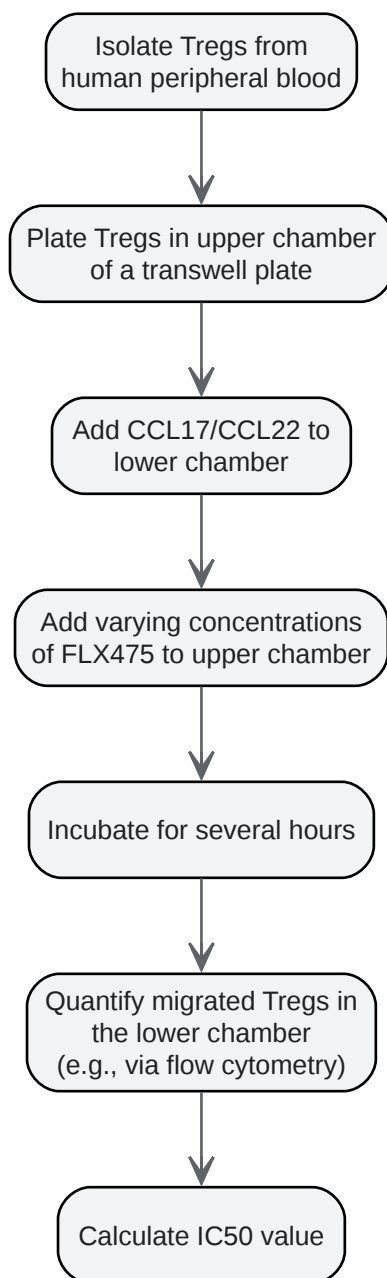 Isolate Tregs from
human peripheral blood
Plate Tregs in upper chamber
of a transwell plate
Add CCL17/CCL22 to
lower chamber
Add varying concentrations
of FLX475 to upper chamber
Incubate for several hours
Quantify migrated Tregs in
the lower chamber
(e.g., via flow cytometry)
Calculate IC50 value